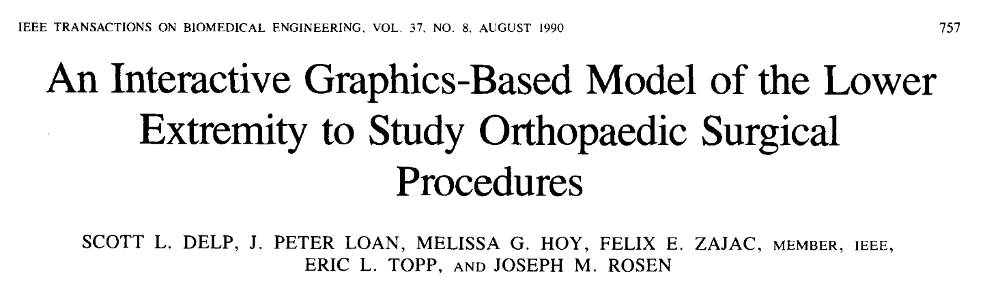 IEEE TRANSACTIONS ON BIOMEDICAL ENGINEERING, VOL. 37, NO. 8, AUGUST 1990 757
An Interactive Graphics-Based Model of the Lower
Extremity to Study Orthopaedic Surgical
Procedures
SCOTT L. DELP, J. PETER LOAN, MELISSA G. HOY, FELIX E. ZAJAC, MEMBER, IEEE,
ERIC L. TOPP, AND JOSEPH M. ROSEN